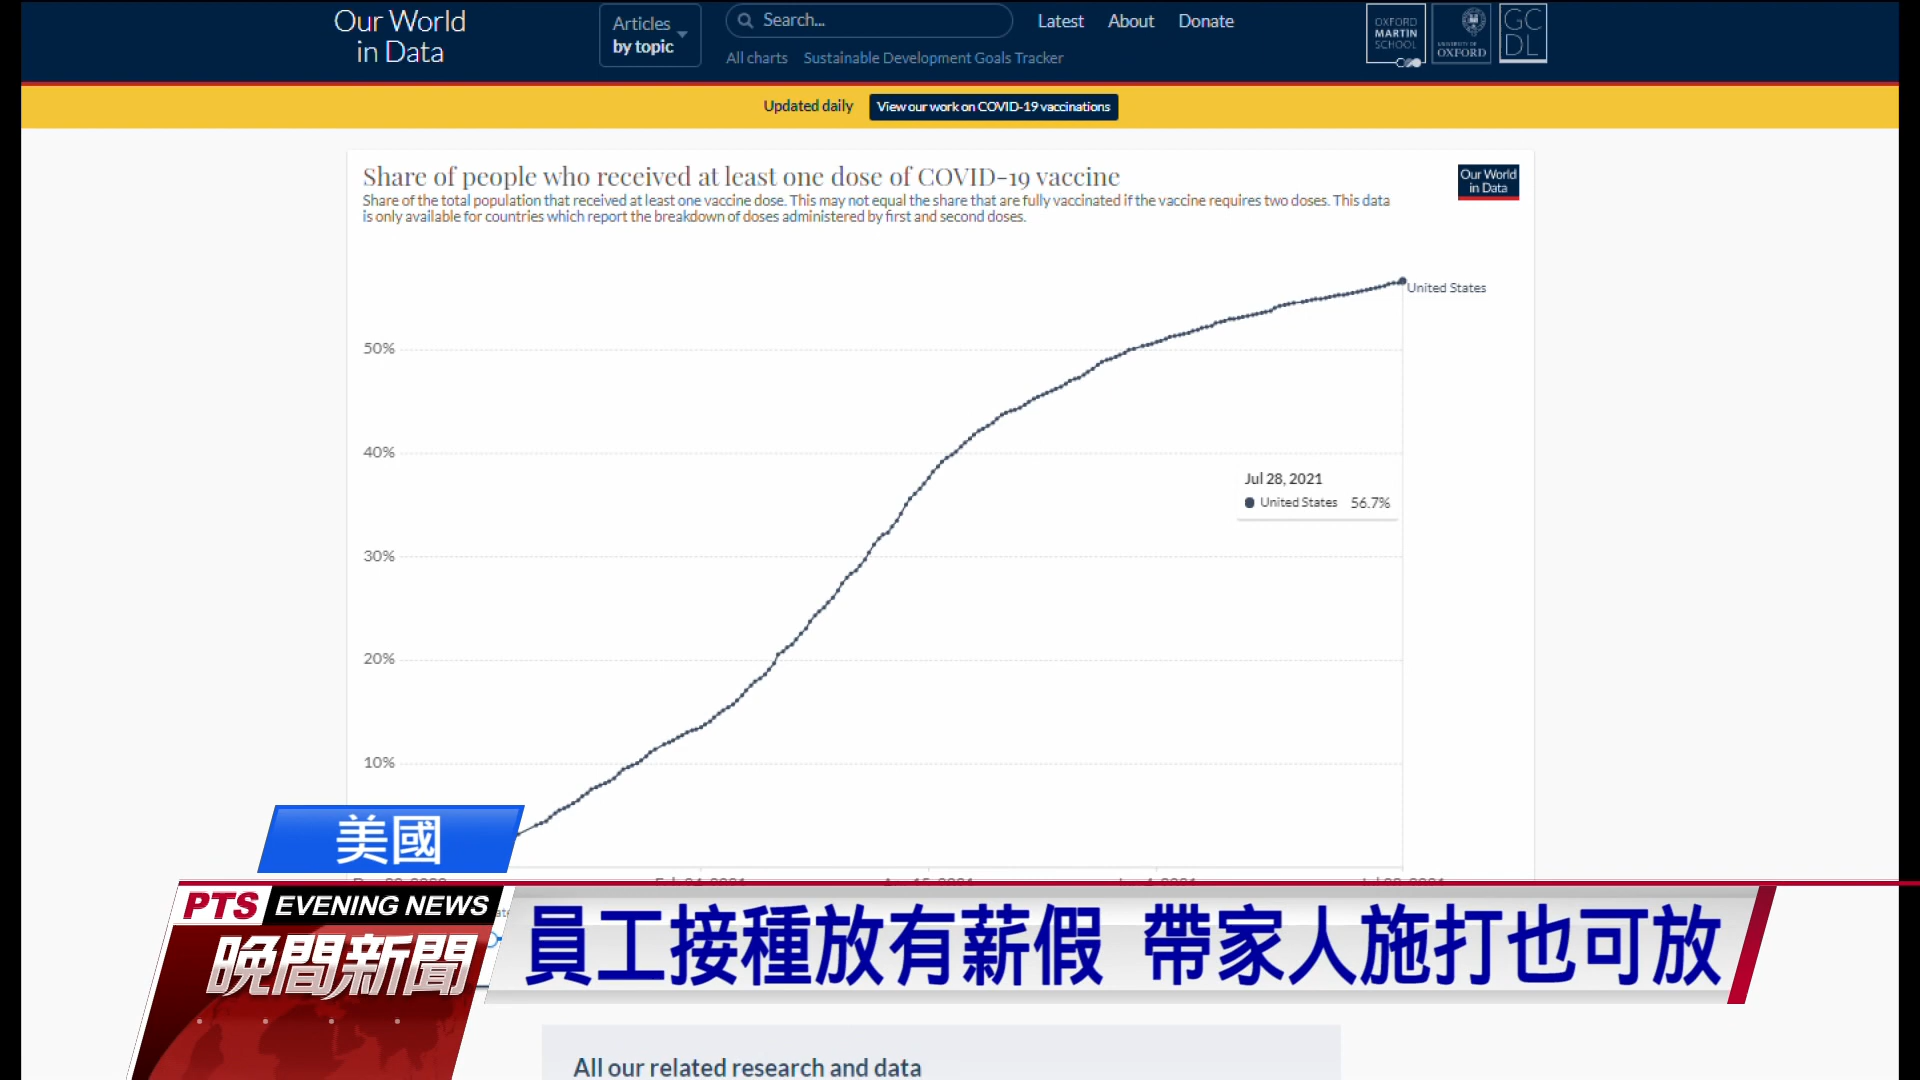 Our World
in Data
Articles
by topic
Search...
Latest
About
Donate
All charts
Sustainable Development Goals Tracker
OXFORD
MARTIN
SCHOOL
UNIVERSITY OF
OXFORD
GC
DL
Updated daily
View our work on COVID-19 vaccinations
Share of people who received at least one dose of COVID-19 vaccine
Share of the total population that received at least one vaccine dose. This may not equal the share that are fully vaccinated if the vaccine requires two doses. This data
is only available for countries which report the breakdown of doses administered by first and second doses.
Our World
in Data
United States
50%
40%
Jul 28, 2021
United States 56.7%
30%
20%
10%
美國
PTS EVENING NEWS
晚間新聞
員工接種放有薪假 帶家人施打也可放
All our related research and data